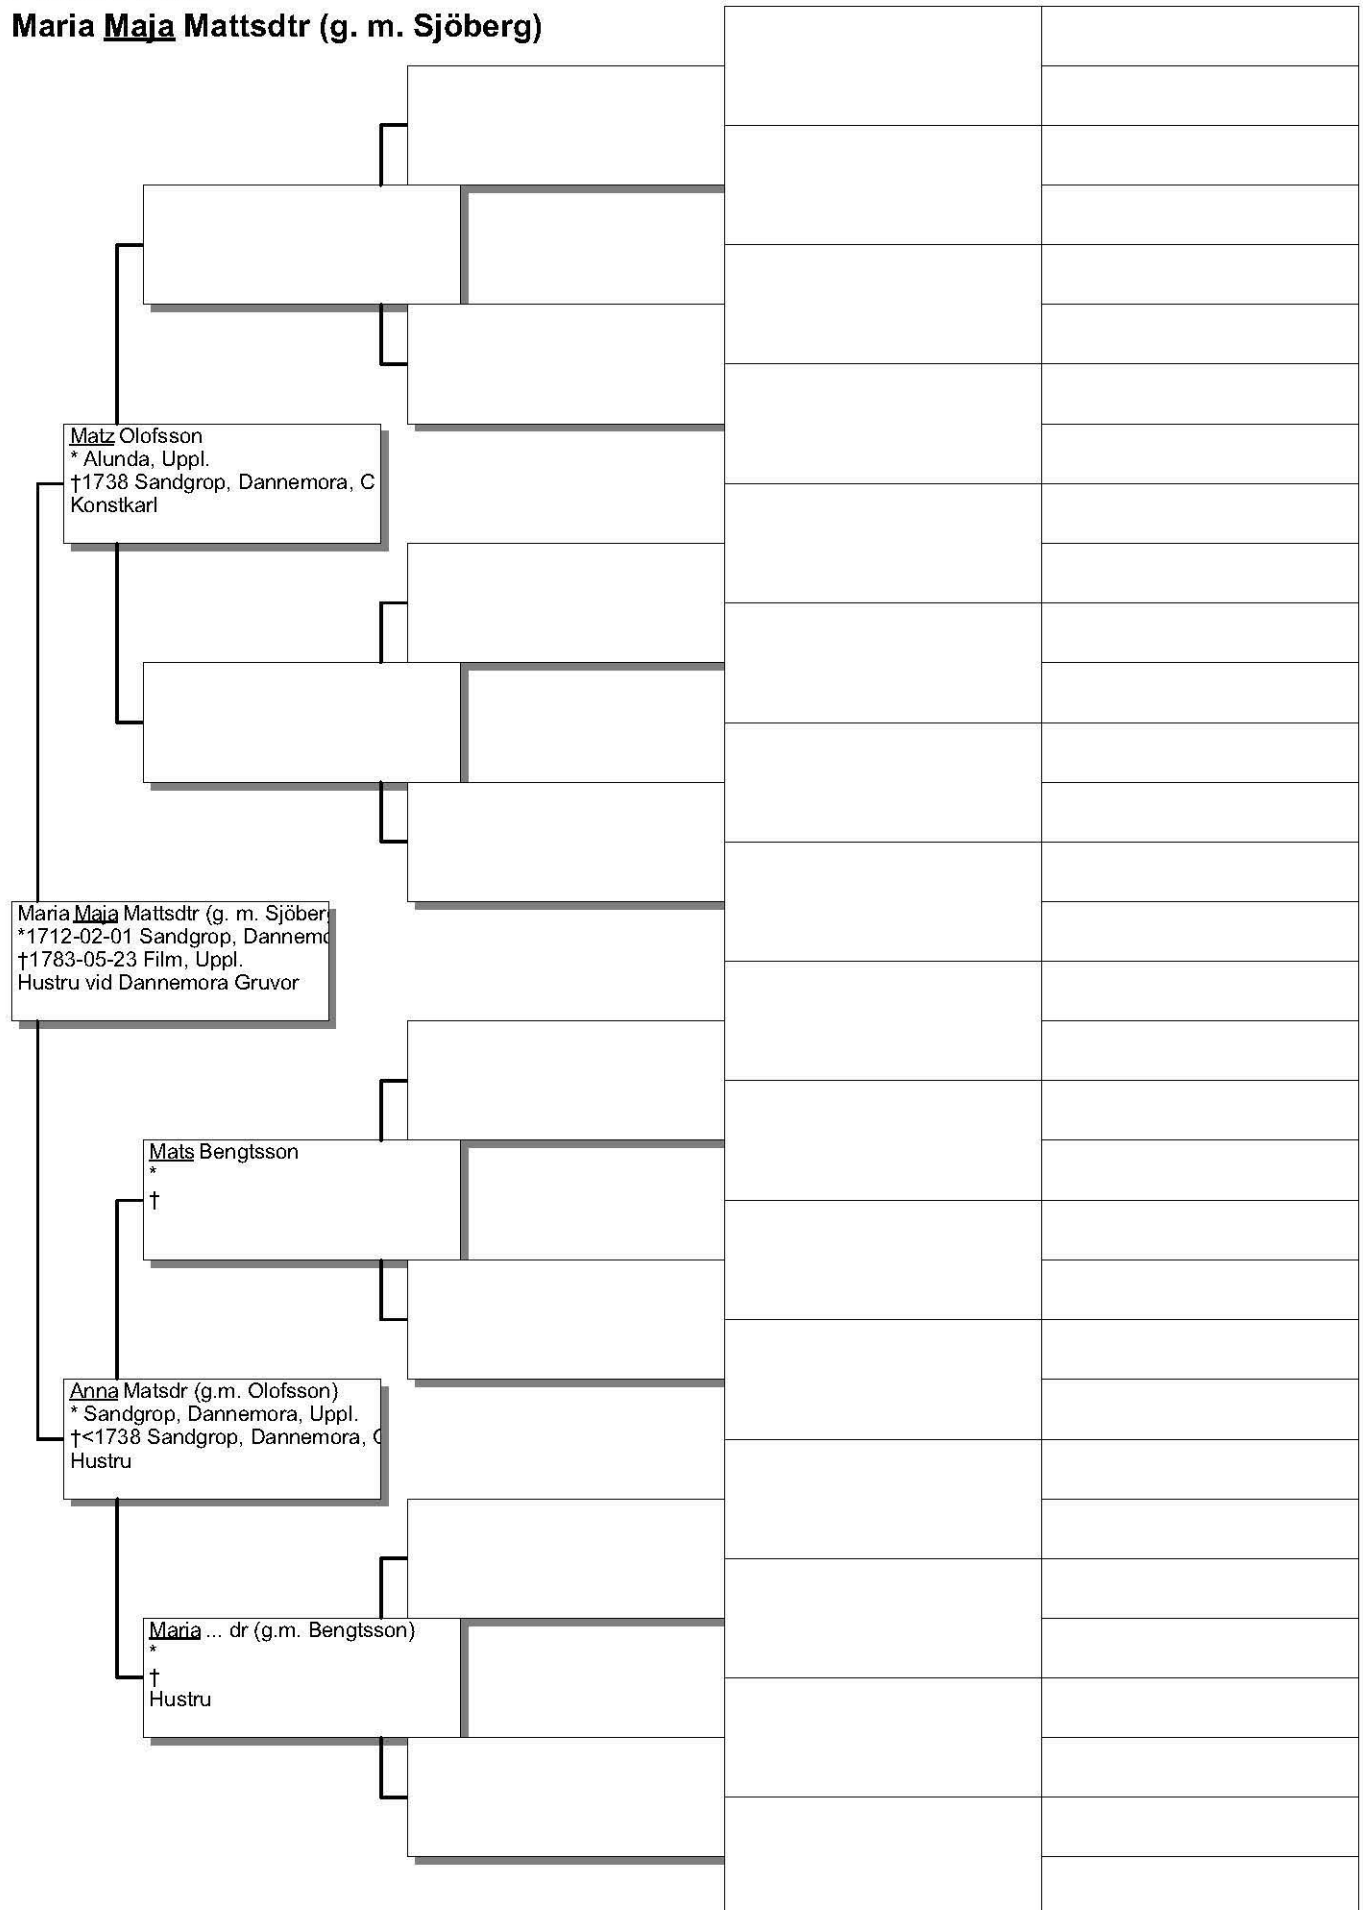 Maria Maja Mattsdtr (g. m. Sjöberg)
Matz Olofsson
* Alunda, Uppl.
†1738 Sandgrop, Dannemora, C
Konstkarl
Maria Maja Mattsdtr (g. m. Sjöber
*1712-02-01 Sandgrop, Dannemo
†1783-05-23 Film, Uppl.
Hustru vid Dannemora Gruvor
Mats Bengtsson
*
†
Anna Matsdr (g.m. Olofsson)
* Sandgrop, Dannemora, Uppl.
†<1738 Sandgrop, Dannemora, C
Hustru
Maria ... dr (g.m. Bengtsson)
*
†
Hustru